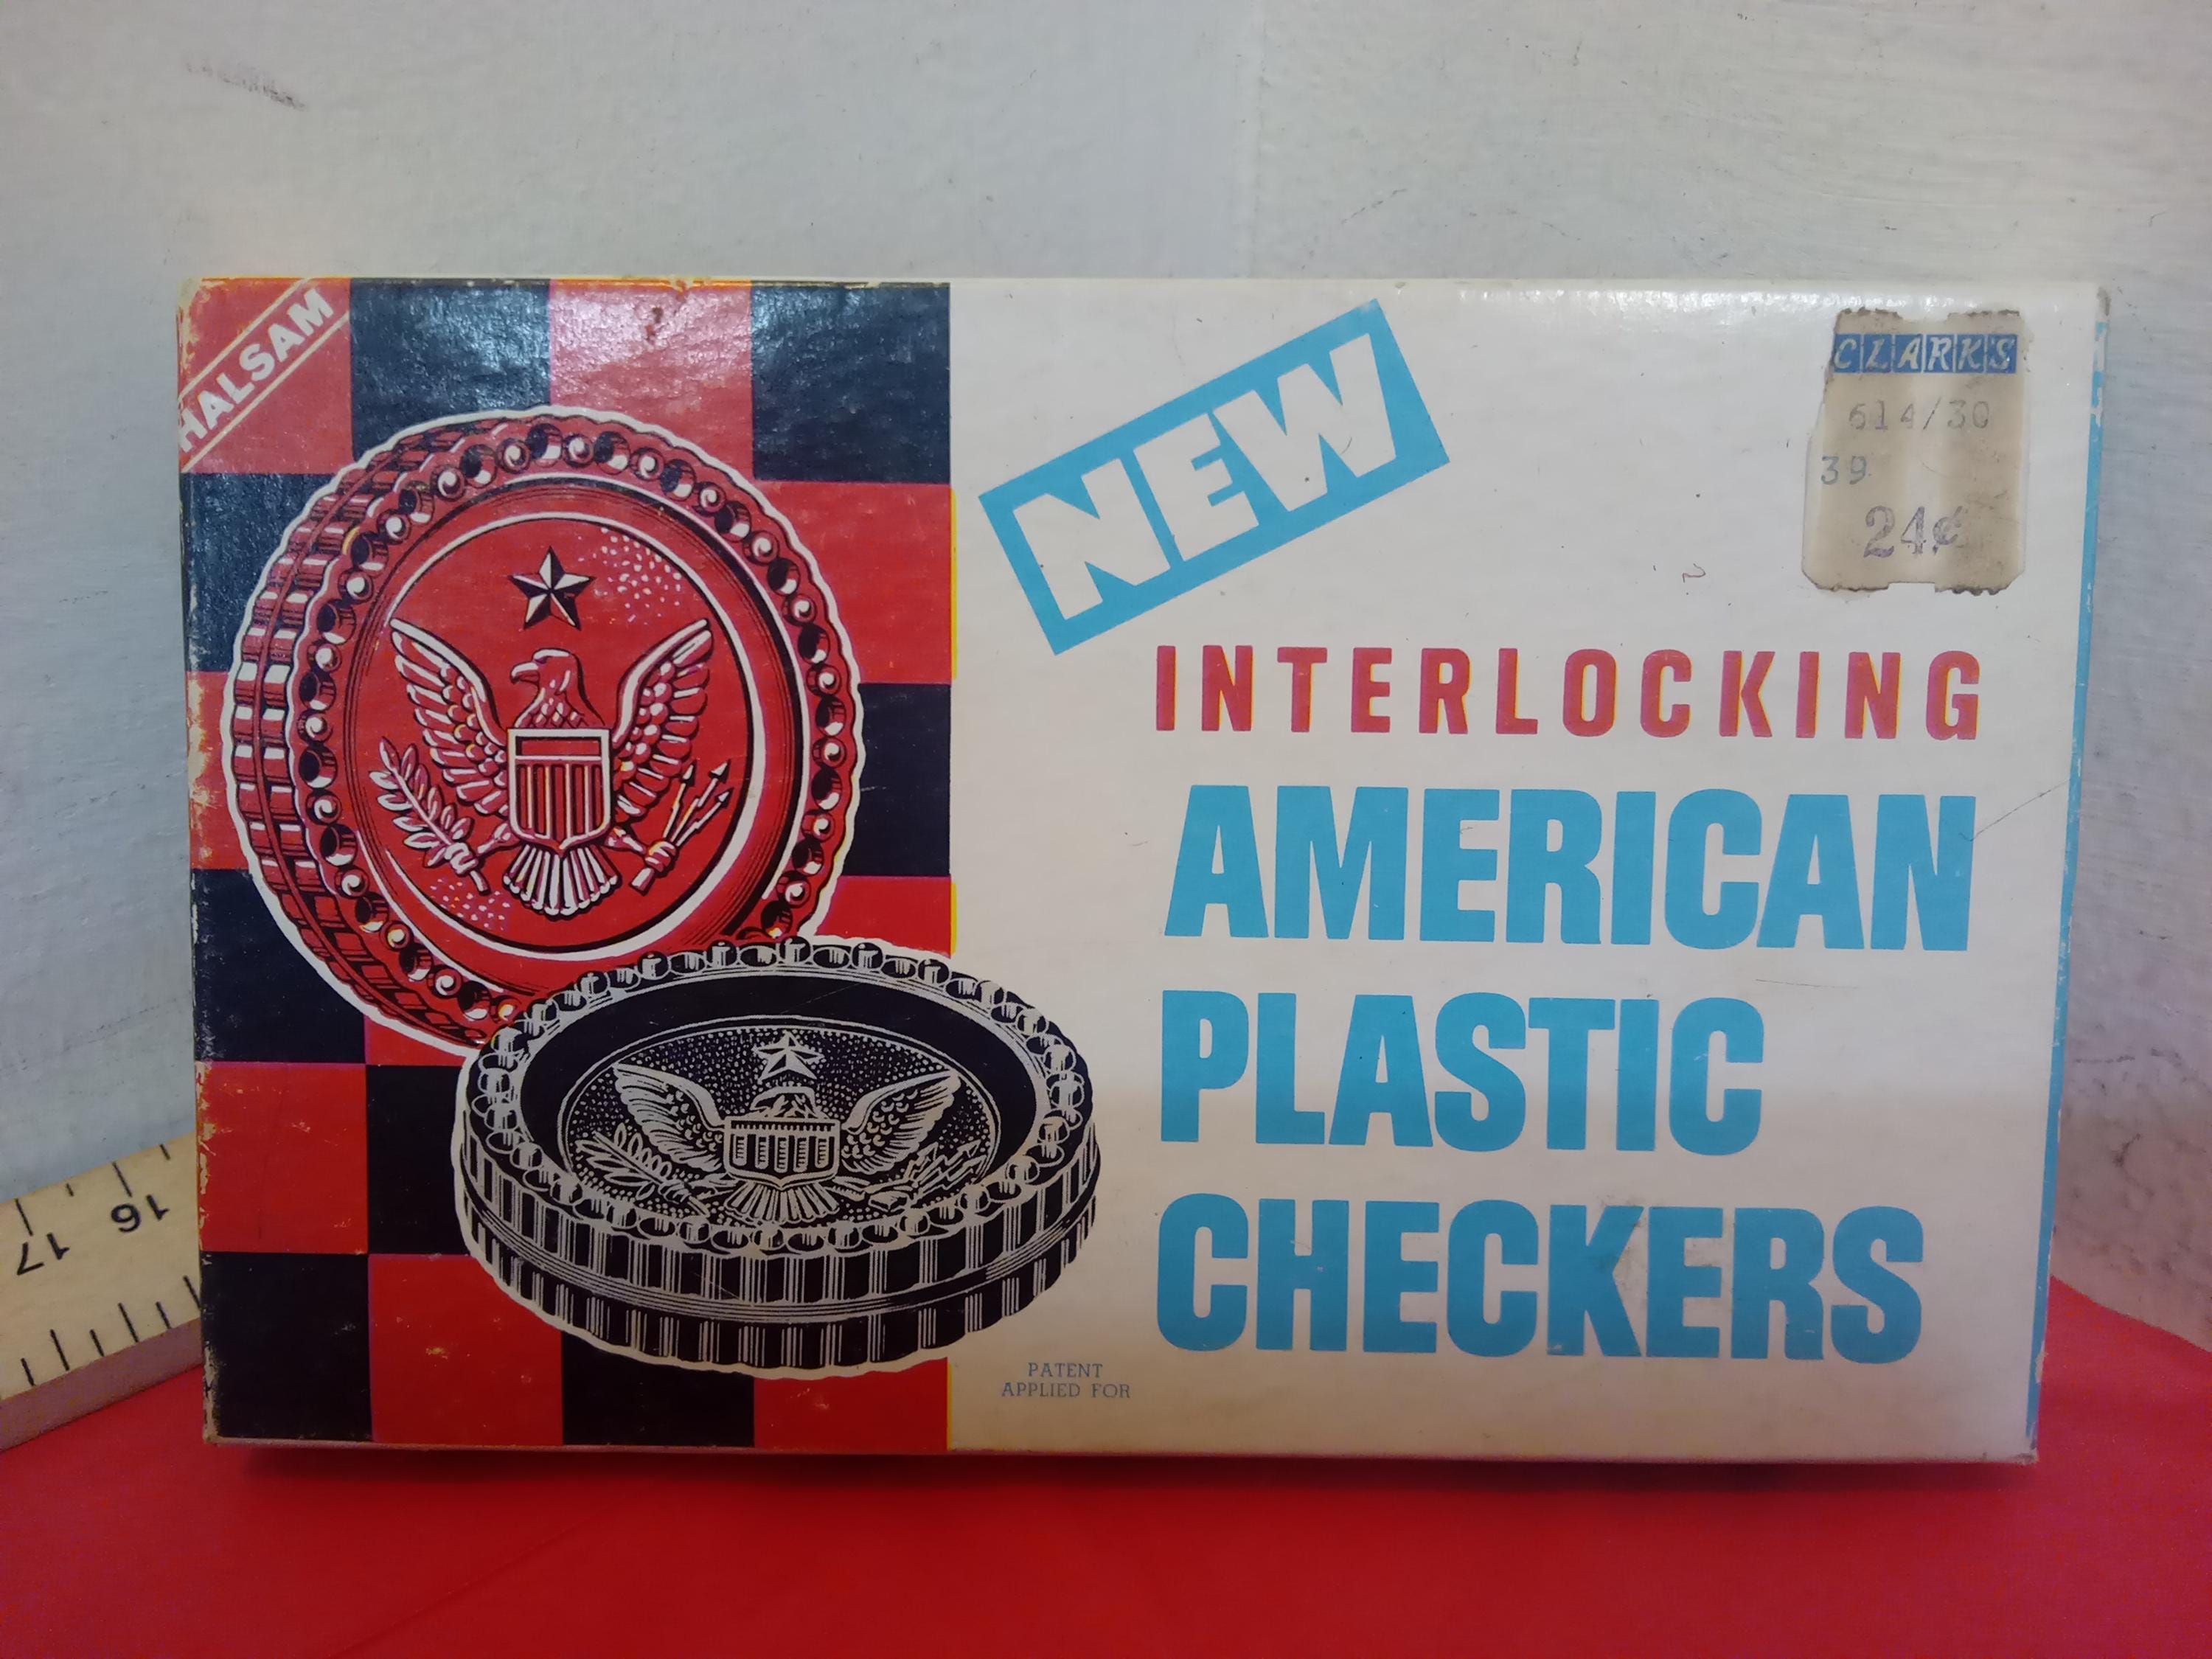 HALSAM
NEW
CLARK'S
614/30
39
24¢
INTERLOCKING
AMERICAN
PLASTIC
CHECKERS
PATENT
APPLIED FOR
16
17